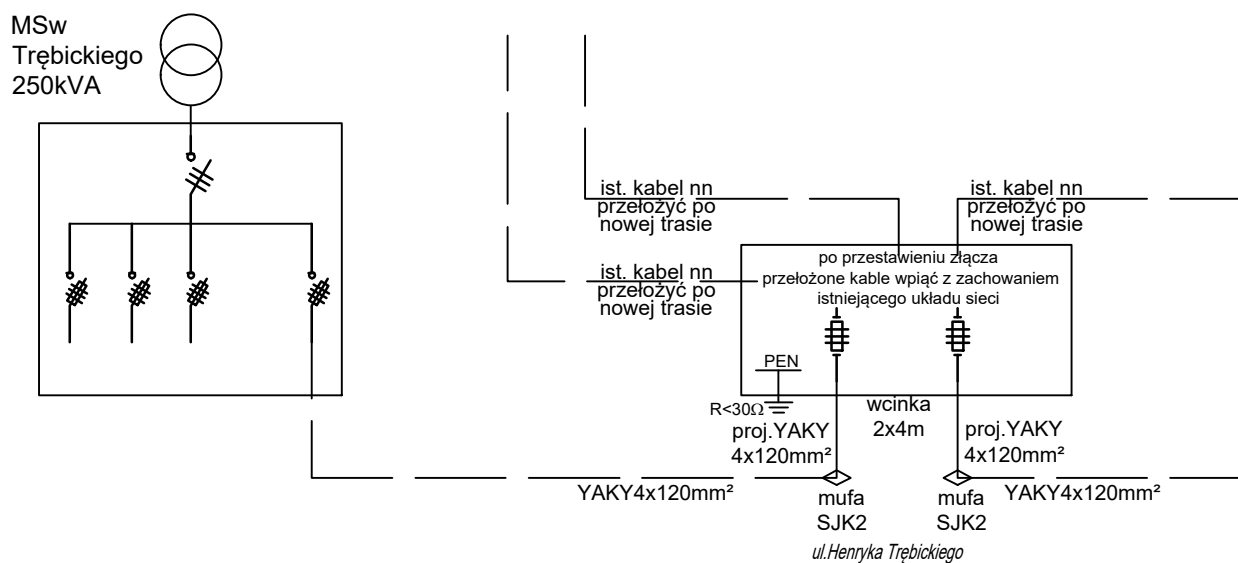 MSw
Trębickiego
250kVA
ist. kabel nn
przełożyć po
nowej trasie
ist. kabel nn
przełożyć po
nowej trasie
ist. kabel nn
przełożyć po
nowej trasie
po przestawieniu złącza
przełożone kable wpiąć z zachowaniem
istniejącego układu sieci
PEN
R<30Ω
wcinka
2x4m
proj.YAKY
4x120mm²
proj.YAKY
4x120mm²
YAKY4x120mm²
mufa
SJK2
mufa
SJK2
YAKY4x120mm²
ul.Henryka Trębickiego